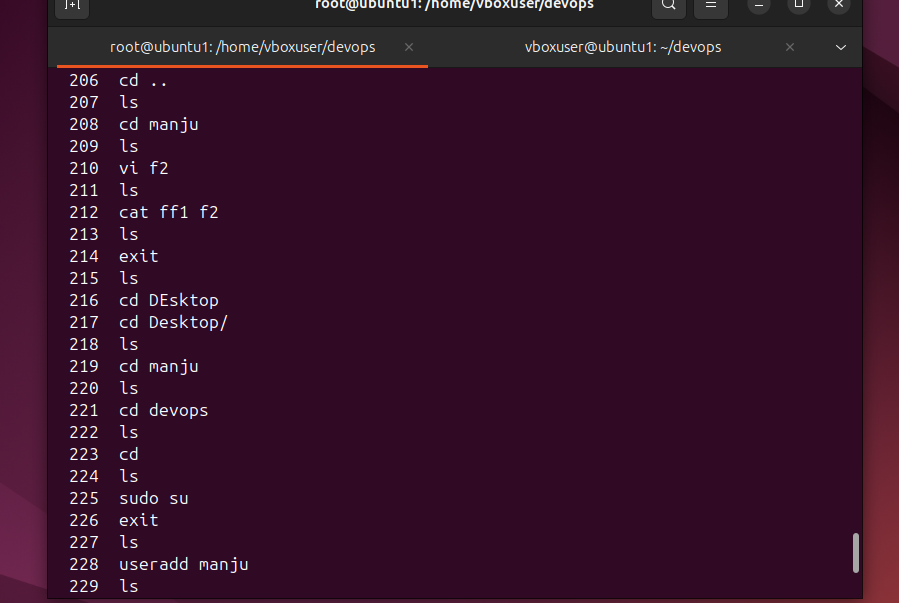 root@ubuntu1: /home/vboxuser/devops
root@ubuntu1: /home/vboxuser/devops
vboxuser@ubuntu1: ~/devops
206 cd ..
207 ls
208 cd manju
209 ls
210 vi f2
211 ls
212 cat ff1 f2
213 ls
214 exit
215 ls
216 cd DEsktop
217 cd Desktop/
218 ls
219 cd manju
220 ls
221 cd devops
222 ls
223 cd
224 ls
225 sudo su
226 exit
227 ls
228 useradd manju
229 ls